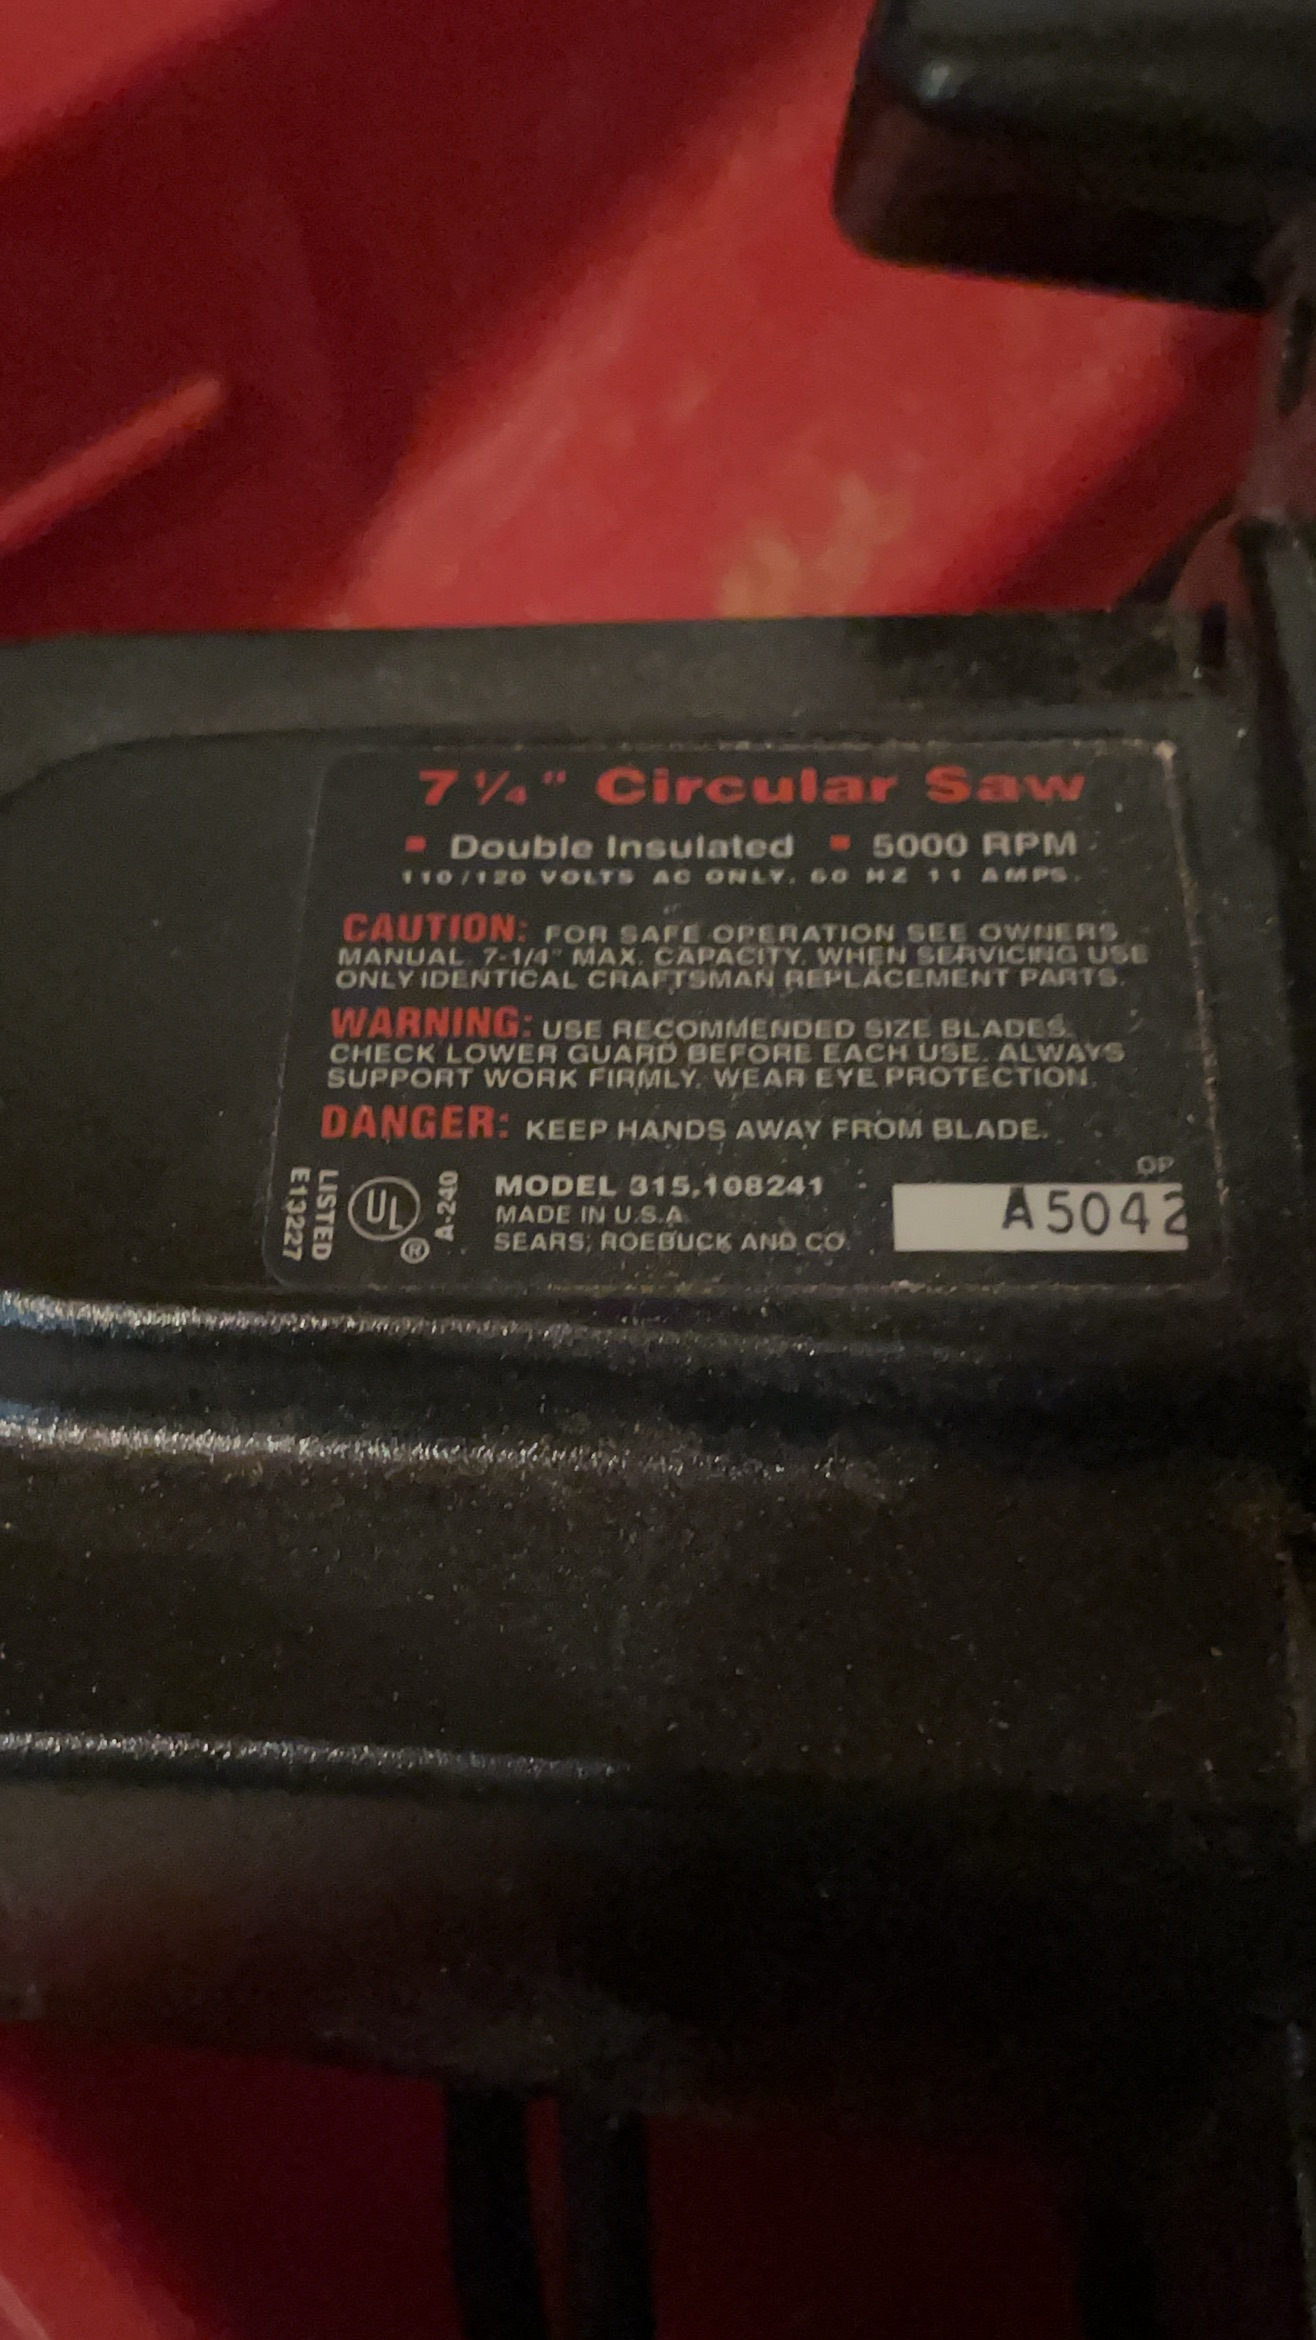 7 1/4" Circular Saw
▪ Double Insulated ▪ 5000 RPM
110/120 VOLTS AC ONLY, 60 HZ 11 AMPS.
CAUTION: FOR SAFE OPERATION SEE OWNERS
MANUAL. 7-1/4" MAX. CAPACITY. WHEN SERVICING USE
ONLY IDENTICAL CRAFTSMAN REPLACEMENT PARTS.
WARNING: USE RECOMMENDED SIZE BLADES.
CHECK LOWER GUARD BEFORE EACH USE. ALWAYS
SUPPORT WORK FIRMLY. WEAR EYE PROTECTION.
DANGER: KEEP HANDS AWAY FROM BLADE.
LISTED
E13227
UL
®
A-240
MODEL 315.108241
MADE IN U.S.A.
SEARS, ROEBUCK AND CO.
OP
A5042